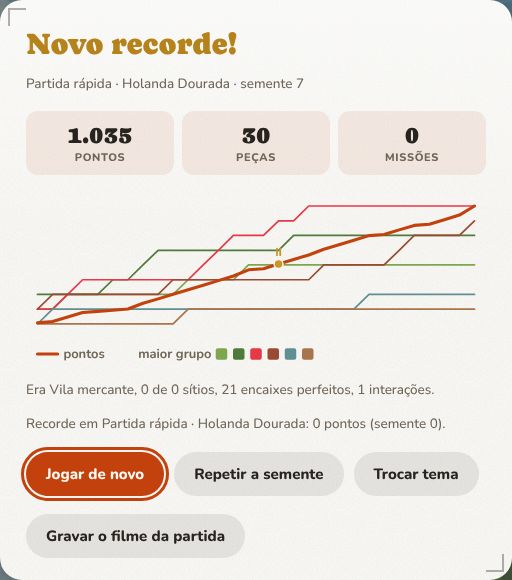 Novo recorde!
Partida rápida · Holanda Dourada · semente 7
1.035
PONTOS
30
PEÇAS
0
MISSÕES
pontos
maior grupo
Era Vila mercante, 0 de 0 sítios, 21 encaixes perfeitos, 1 interações.
Recorde em Partida rápida · Holanda Dourada: 0 pontos (semente 0).
Jogar de novo
Repetir a semente
Trocar tema
Gravar o filme da partida